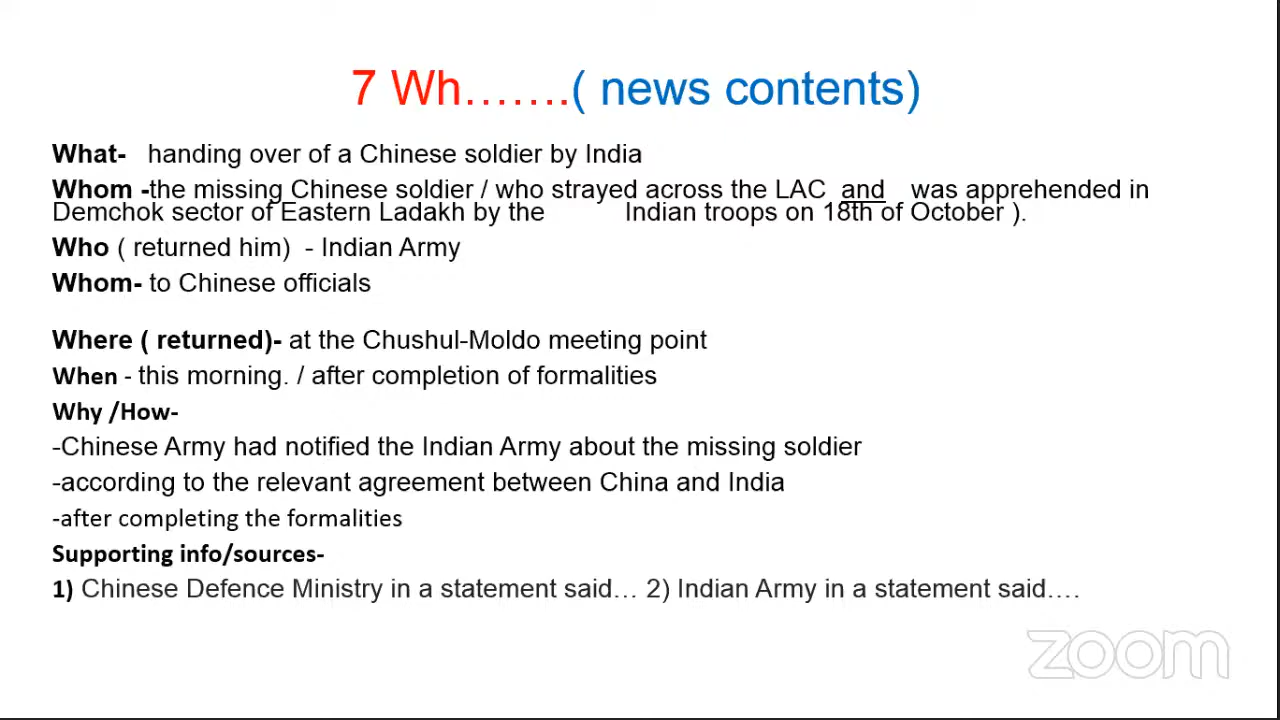 7 Wh…….( news contents)
What- handing over of a Chinese soldier by India
Whom -the missing Chinese soldier / who strayed across the LAC and was apprehended in
Demchok sector of Eastern Ladakh by the Indian troops on 18th of October ).
Who ( returned him) - Indian Army
Whom- to Chinese officials
Where ( returned)- at the Chushul-Moldo meeting point
When - this morning. / after completion of formalities
Why /How-
-Chinese Army had notified the Indian Army about the missing soldier
-according to the relevant agreement between China and India
-after completing the formalities
Supporting info/sources-
1) Chinese Defence Ministry in a statement said… 2) Indian Army in a statement said….
zoom